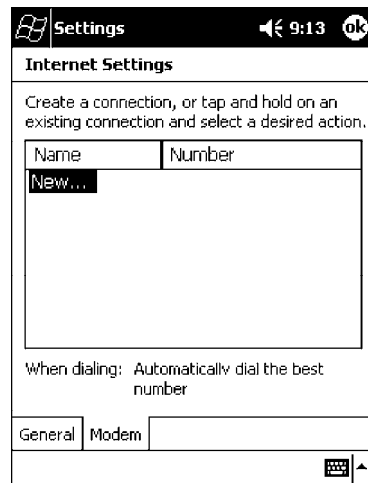 Settings 9:13 ok
Internet Settings
Create a connection, or tap and hold on an
existing connection and select a desired action.
Name Number
New...
When dialing: Automatically dial the best
number
General Modem